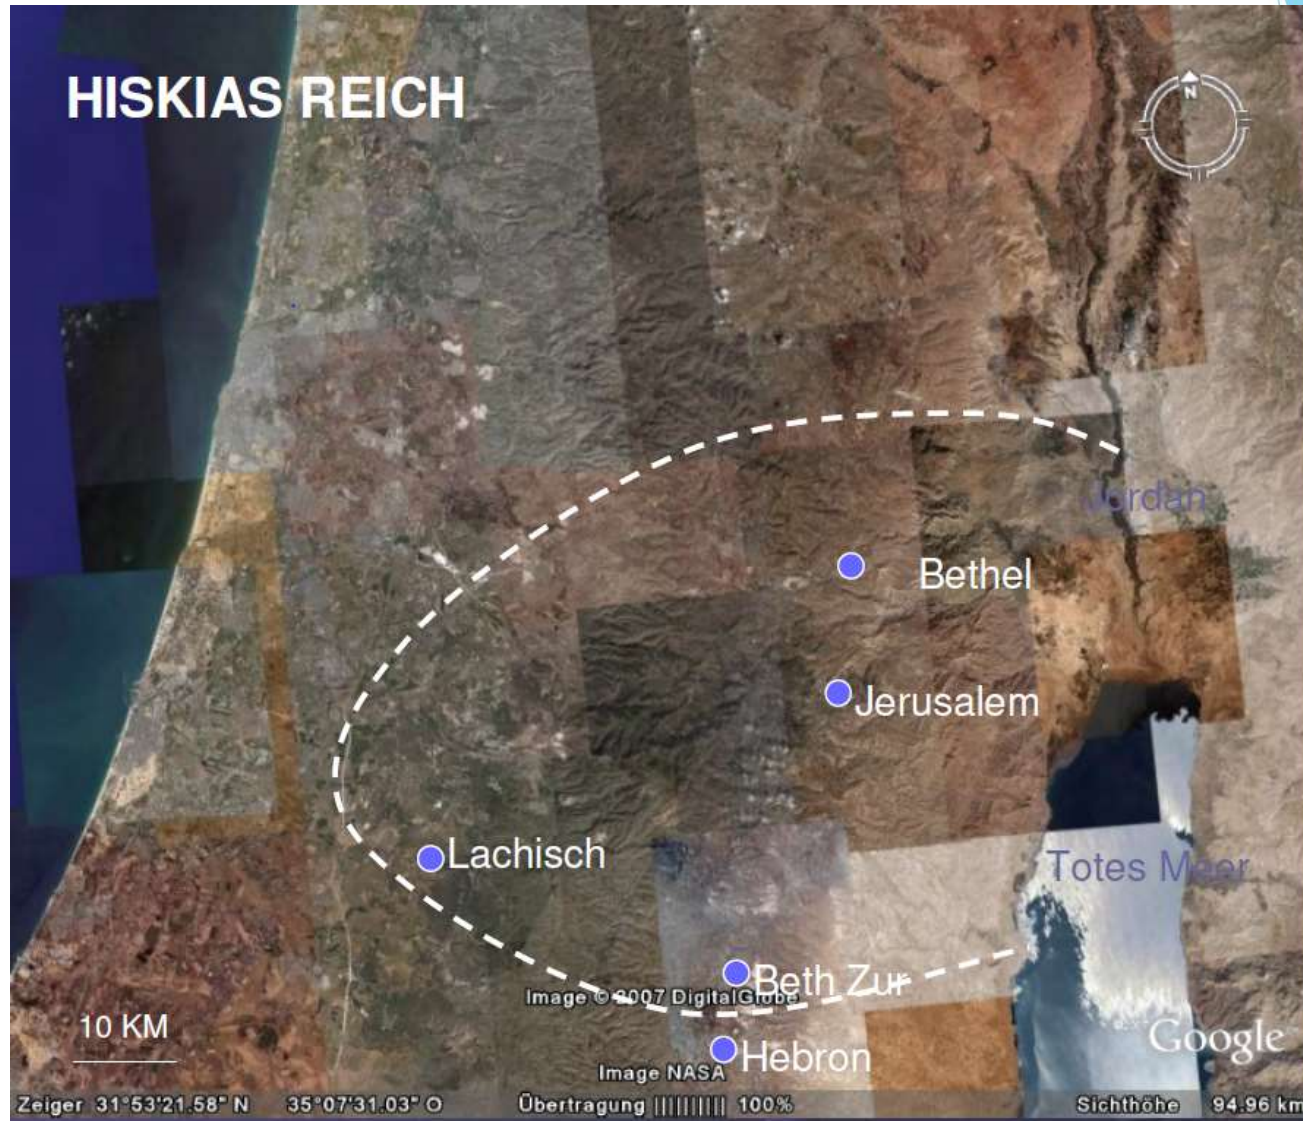 HISKIAS REICH
N
Jordan
Bethel
Jerusalem
Lachisch
Totes Meer
Beth Zur
Image © 2007 DigitalGlobe
10 KM
Google
Hebron
Image NASA
Zeiger 31°53'21.58" N 35°07'31.03" O Übertragung |||||||||| 100% Sichthöhe 94.96 km